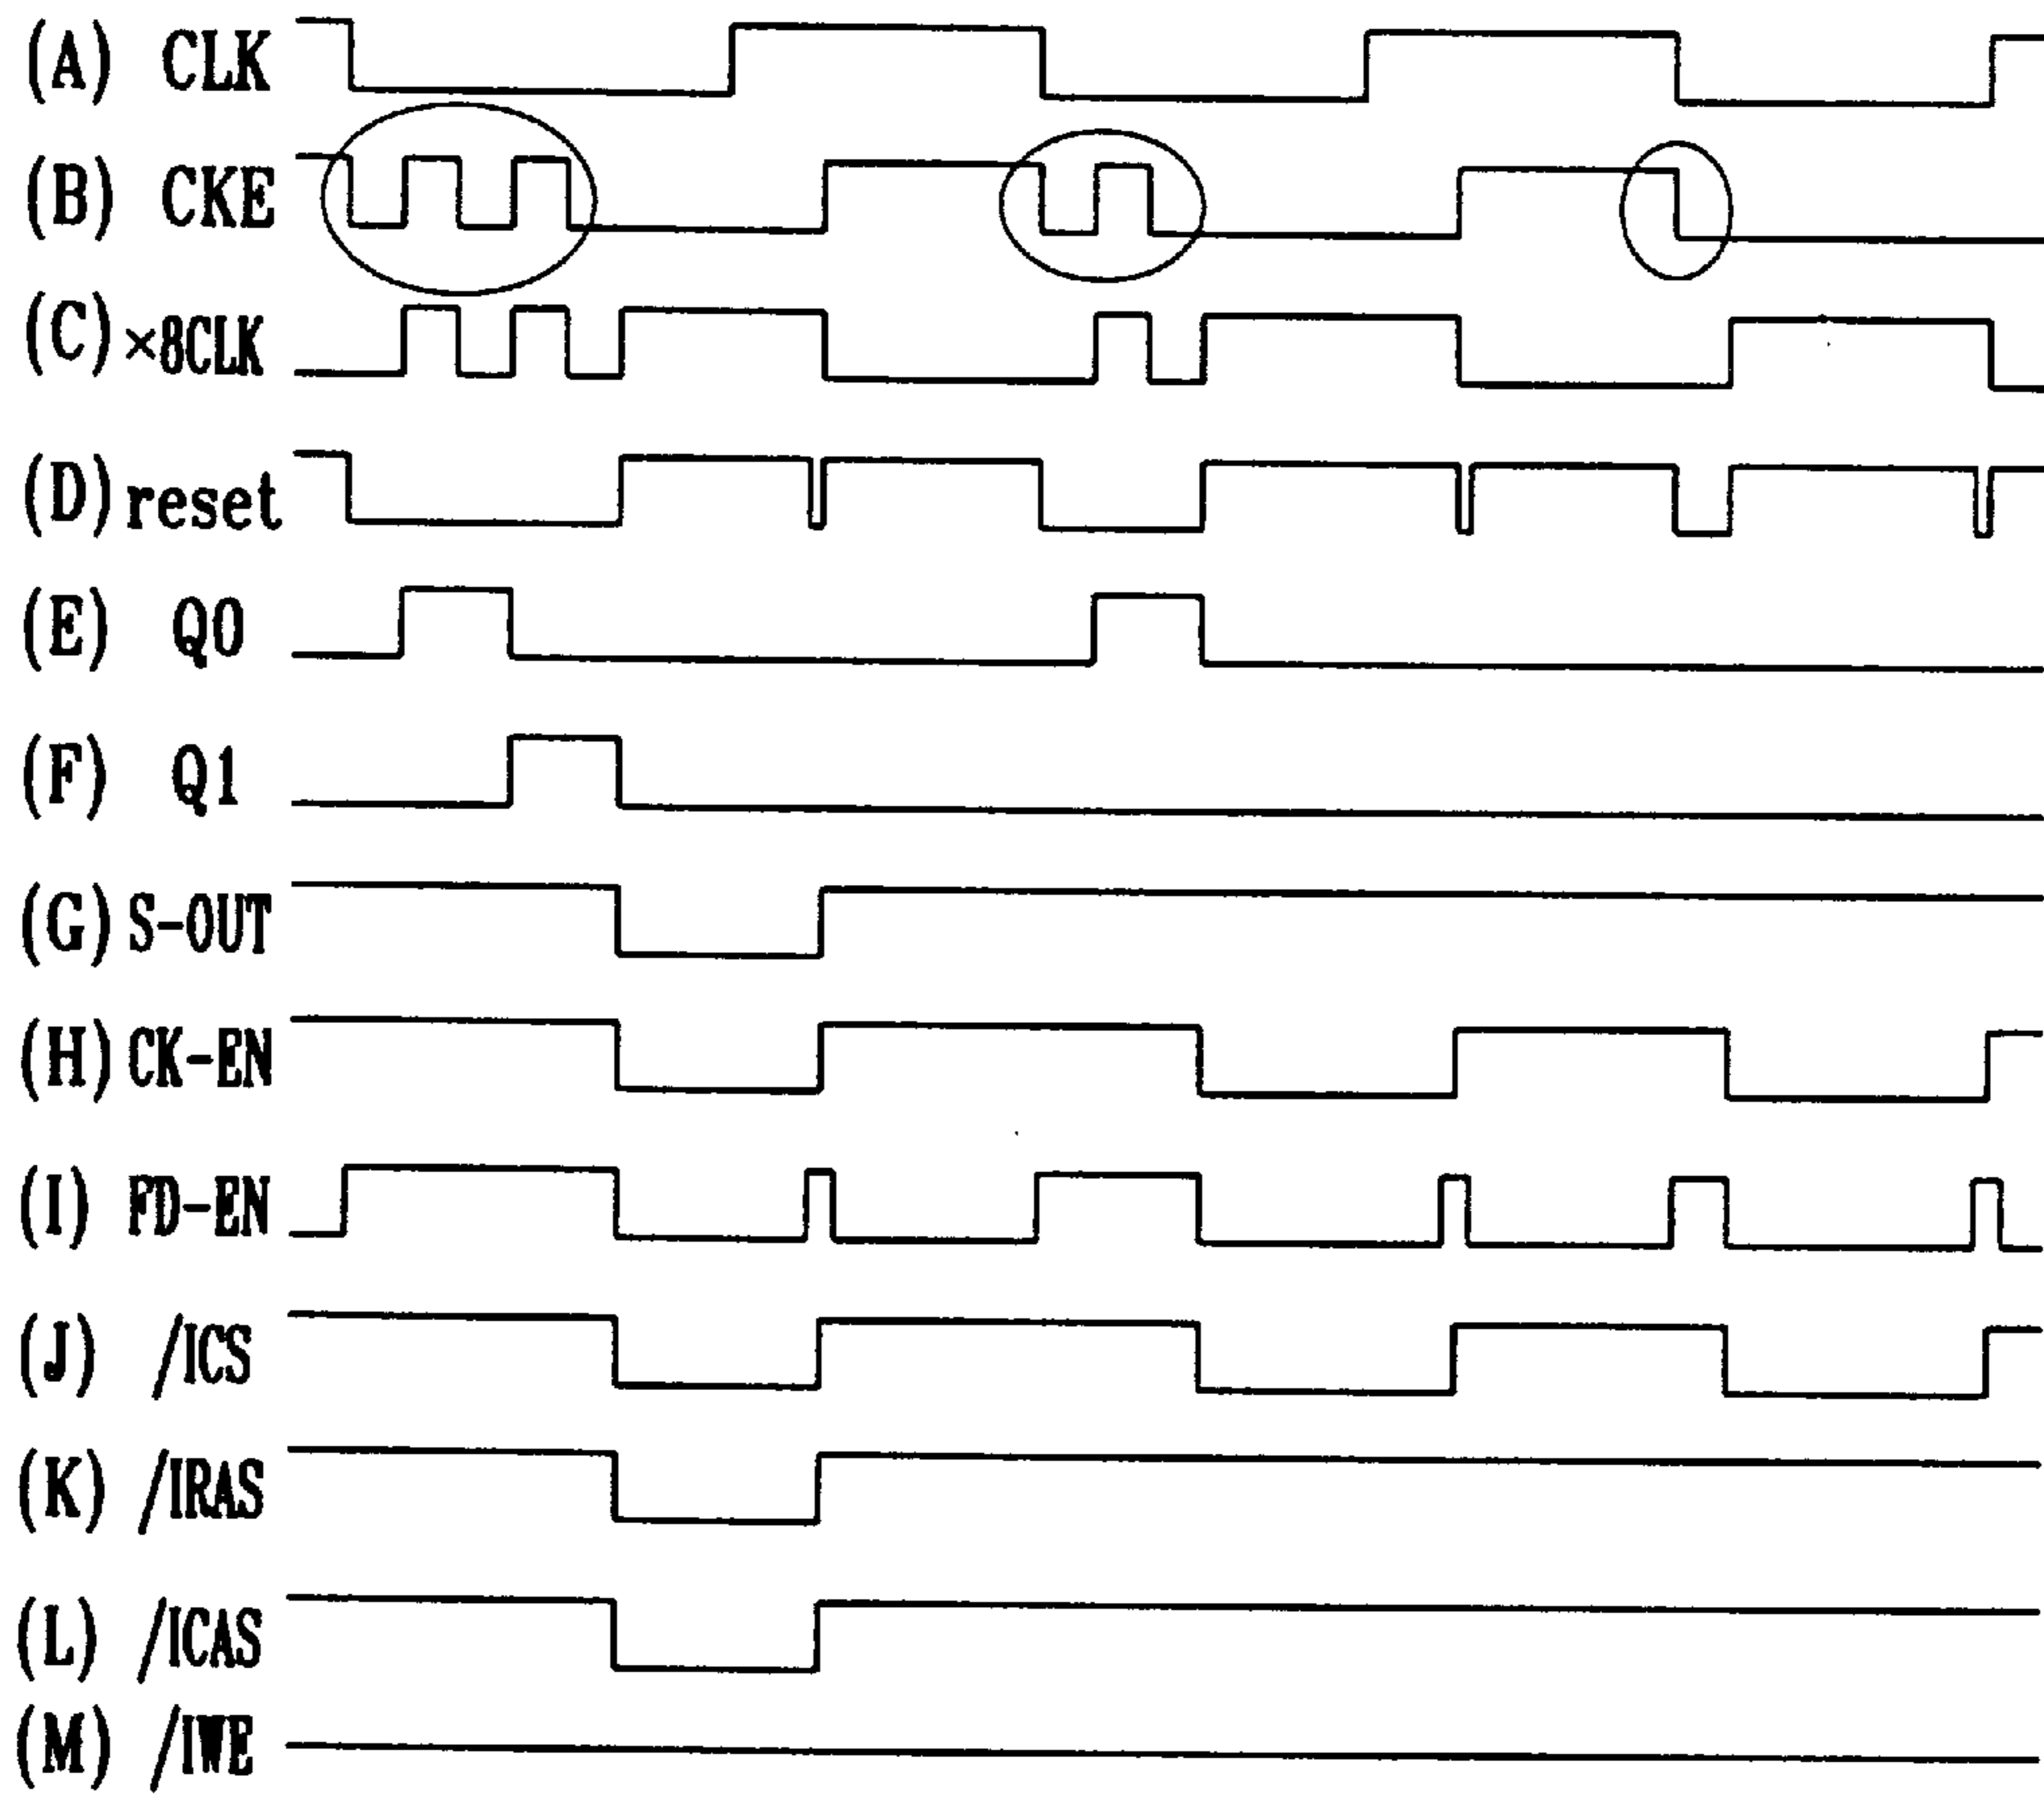 (A) CLK
(B) CKE
(C) ×8CLK
(D) reset
(E) Q0
(F) Q1
(G) S-OUT
(H) CK-EN
(I) FD-EN
(J) /ICS
(K) /IRAS
(L) /ICAS
(M) /IWE